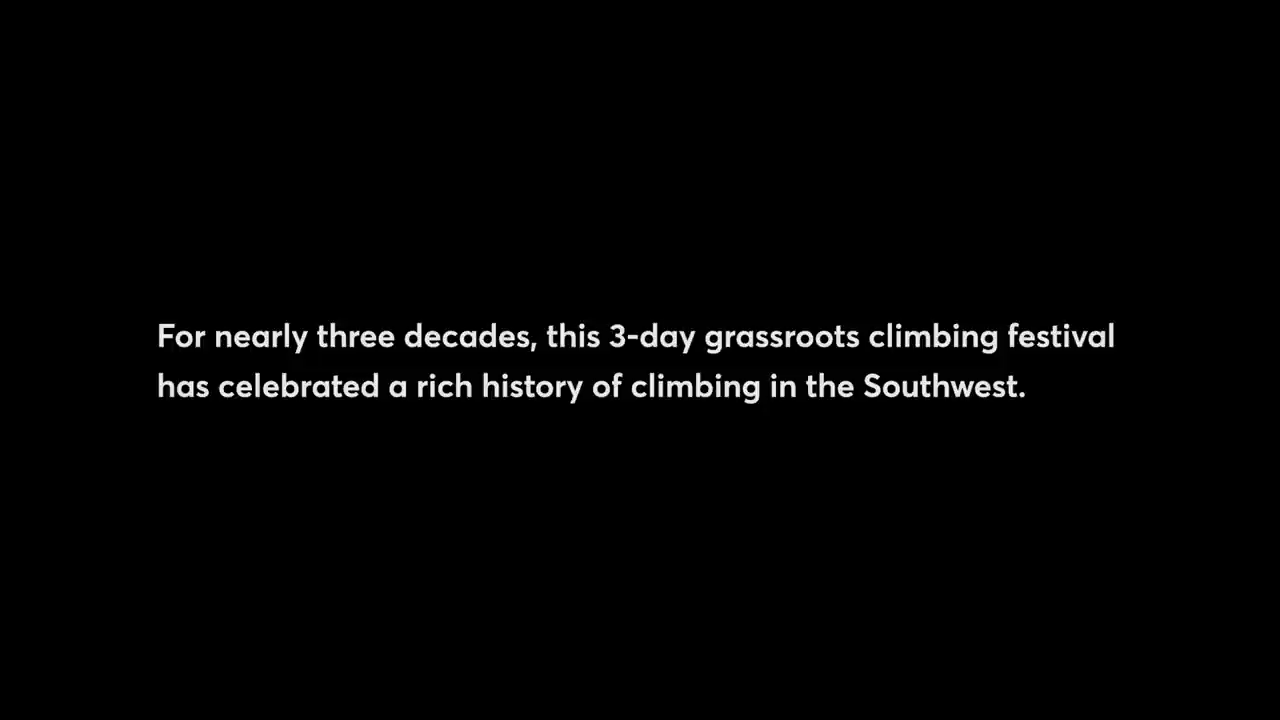 For nearly three decades, this 3-day grassroots climbing festival
has celebrated a rich history of climbing in the Southwest.